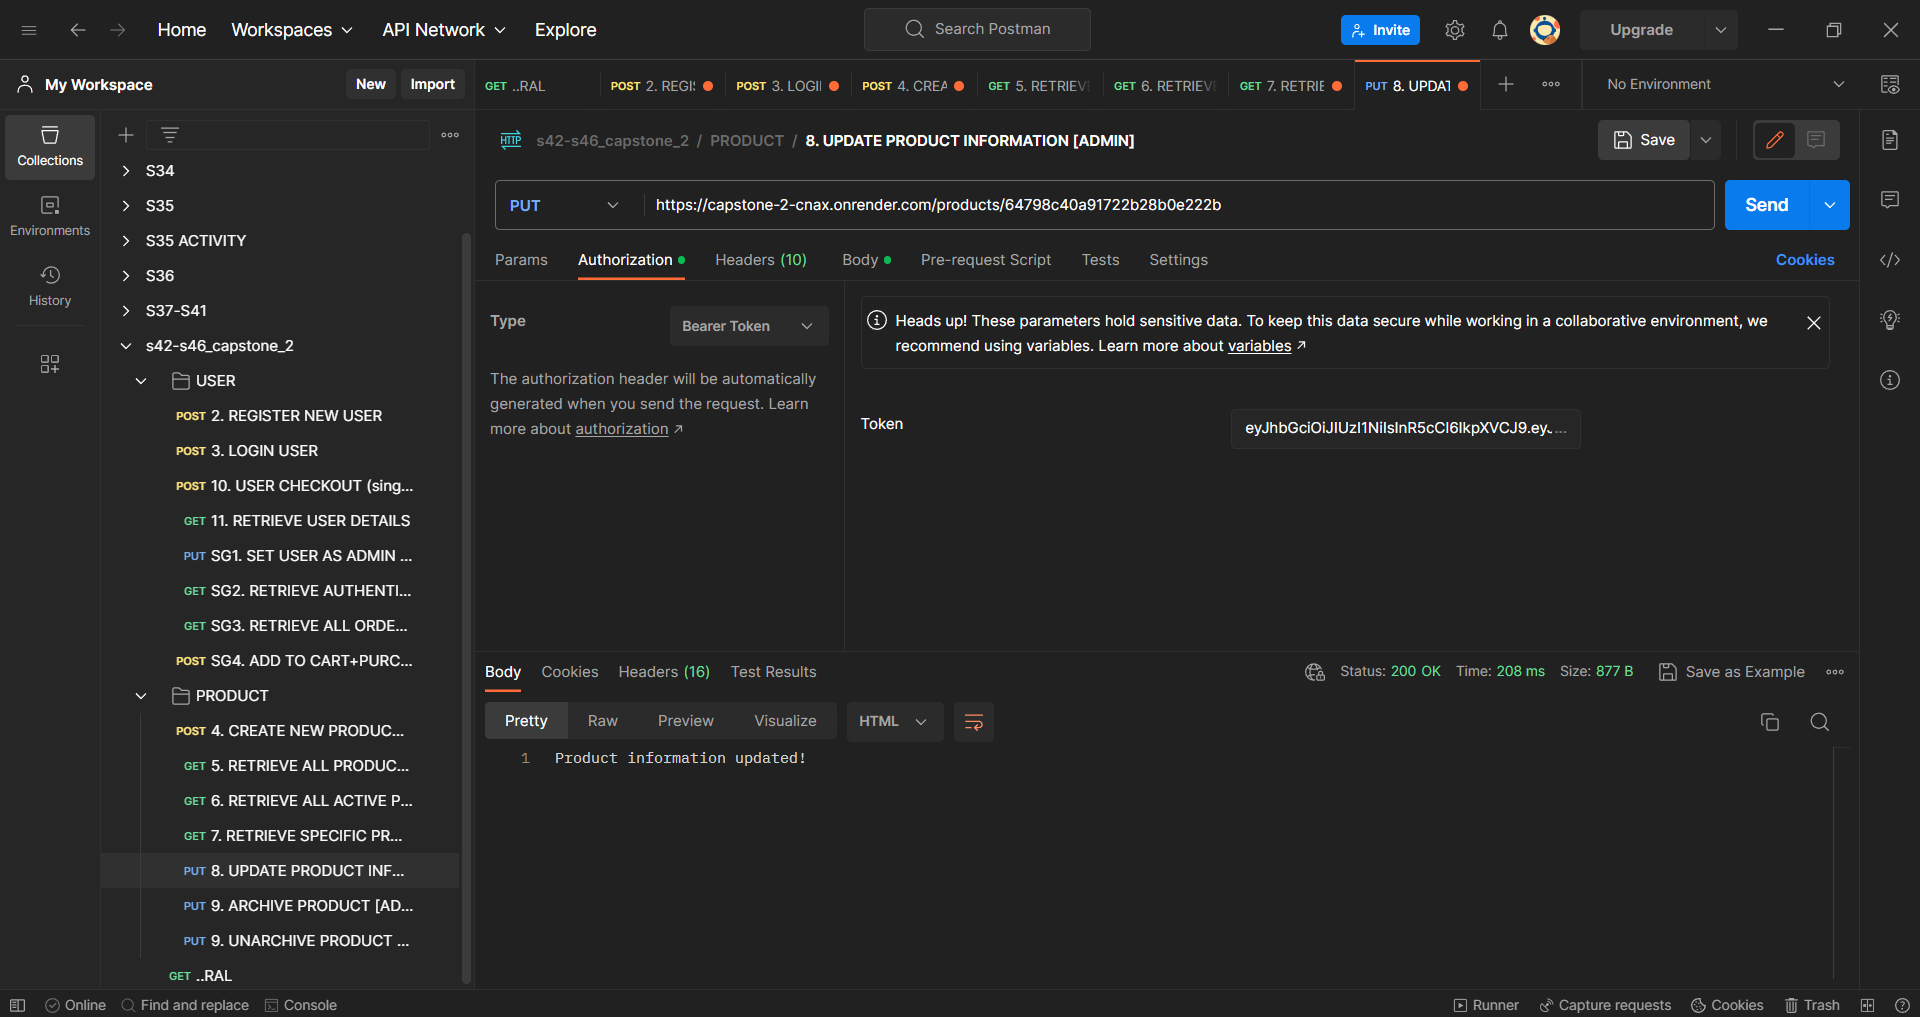 Home
Workspaces
API Network
Explore
Search Postman
Invite
Upgrade
My Workspace
New
Import
GET ..RAL
POST 2. REGI
POST 3. LOGI
POST 4. CREA
GET 5. RETRIEV
GET 6. RETRIEV
GET 7. RETRIE
PUT 8. UPDAT
No Environment
Collections
Environments
History
S34
S35
S35 ACTIVITY
S36
S37-S41
s42-s46_capstone_2
USER
POST 2. REGISTER NEW USER
POST 3. LOGIN USER
POST 10. USER CHECKOUT (sing...
GET 11. RETRIEVE USER DETAILS
PUT SG1. SET USER AS ADMIN ...
GET SG2. RETRIEVE AUTHENTI...
GET SG3. RETRIEVE ALL ORDE...
POST SG4. ADD TO CART+PURC...
PRODUCT
POST 4. CREATE NEW PRODUC...
GET 5. RETRIEVE ALL PRODUC...
GET 6. RETRIEVE ALL ACTIVE P...
GET 7. RETRIEVE SPECIFIC PR...
PUT 8. UPDATE PRODUCT INF...
PUT 9. ARCHIVE PRODUCT [AD...
PUT 9. UNARCHIVE PRODUCT ...
GET ..RAL
HTTP s42-s46_capstone_2 / PRODUCT / 8. UPDATE PRODUCT INFORMATION [ADMIN]
Save
PUT
https://capstone-2-cnax.onrender.com/products/64798c40a91722b28b0e222b
Send
Params
Authorization
Headers (10)
Body
Pre-request Script
Tests
Settings
Cookies
Type
Bearer Token
The authorization header will be automatically
generated when you send the request. Learn
more about authorization ↗
Heads up! These parameters hold sensitive data. To keep this data secure while working in a collaborative environment, we
recommend using variables. Learn more about variables ↗
Token
eyJhbGciOiJIUzI1NiIsInR5cCI6IkpXVCJ9.ey. ...
Body
Cookies
Headers (16)
Test Results
Status: 200 OK
Time: 208 ms
Size: 877 B
Save as Example
Pretty
Raw
Preview
Visualize
HTML
1 Product information updated!
Online
Find and replace
Console
Runner
Capture requests
Cookies
Trash